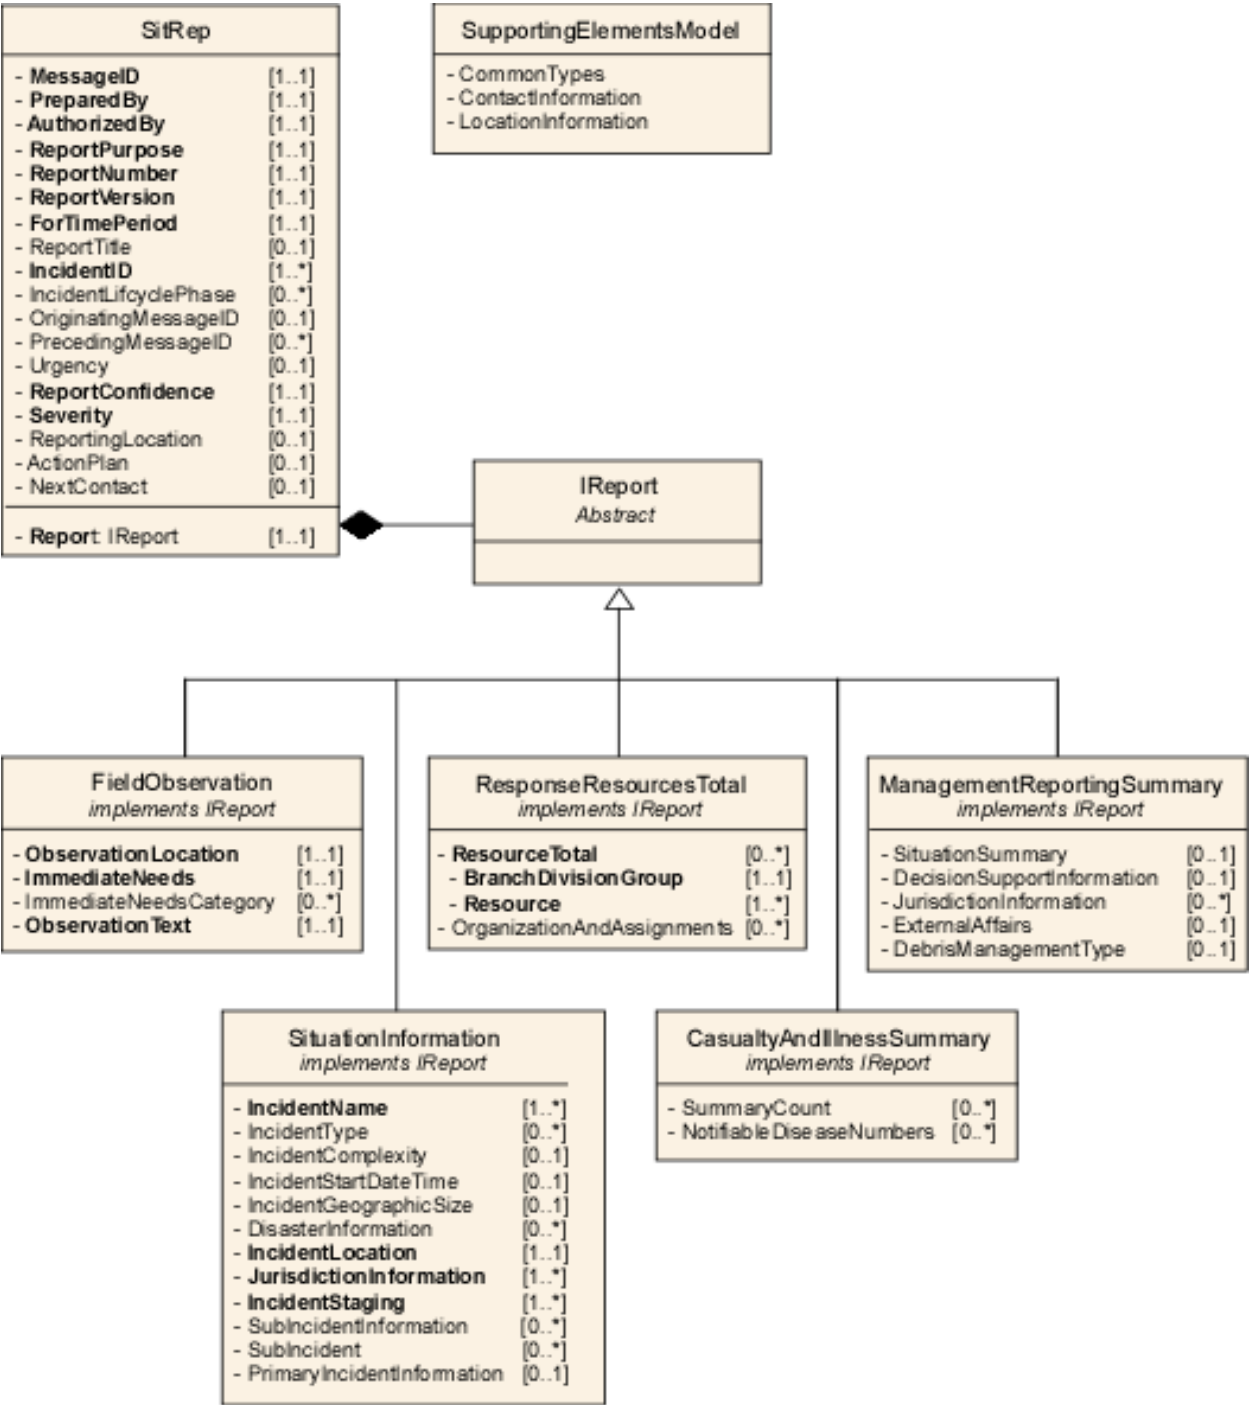 SitRep
- MessageID [1..1]
- PreparedBy [1..1]
- AuthorizedBy [1..1]
- ReportPurpose [1..1]
- ReportNumber [1..1]
- ReportVersion [1..1]
- ForTimePeriod [1..1]
- ReportTitle [0..1]
- IncidentID [1..*]
- IncidentLifcyclePhase [0..*]
- OriginatingMessageID [0..1]
- PrecedingMessageID [0..*]
- Urgency [0..1]
- ReportConfidence [1..1]
- Severity [1..1]
- ReportingLocation [0..1]
- ActionPlan [0..1]
- NextContact [0..1]
- Report: IReport [1..1]
SupportingElementsModel
- CommonTypes
- ContactInformation
- LocationInformation
IReport
Abstract
FieldObservation
implements IReport
- ObservationLocation [1..1]
- ImmediateNeeds [1..1]
- ImmediateNeedsCategory [0..*]
- ObservationText [1..1]
ResponseResourcesTotal
implements IReport
- ResourceTotal [0..*]
- BranchDivisionGroup [1..1]
- Resource [1..*]
- OrganizationAndAssignments [0..*]
ManagementReportingSummary
implements IReport
- SituationSummary [0..1]
- DecisionSupportInformation [0..1]
- JurisdictionInformation [0..*]
- ExternalAffairs [0..1]
- DebrisManagementType [0..1]
SituationInformation
implements IReport
- IncidentName [1..*]
- IncidentType [0..*]
- IncidentComplexity [0..1]
- IncidentStartDateTime [0..1]
- IncidentGeographicSize [0..1]
- DisasterInformation [0..*]
- IncidentLocation [1..1]
- JurisdictionInformation [1..*]
- IncidentStaging [1..*]
- SubIncidentInformation [0..*]
- SubIncident [0..*]
- PrimaryIncidentInformation [0..1]
CasualtyAndIllnessSummary
implements IReport
- SummaryCount [0..*]
- NotifiableDiseaseNumbers [0..*]